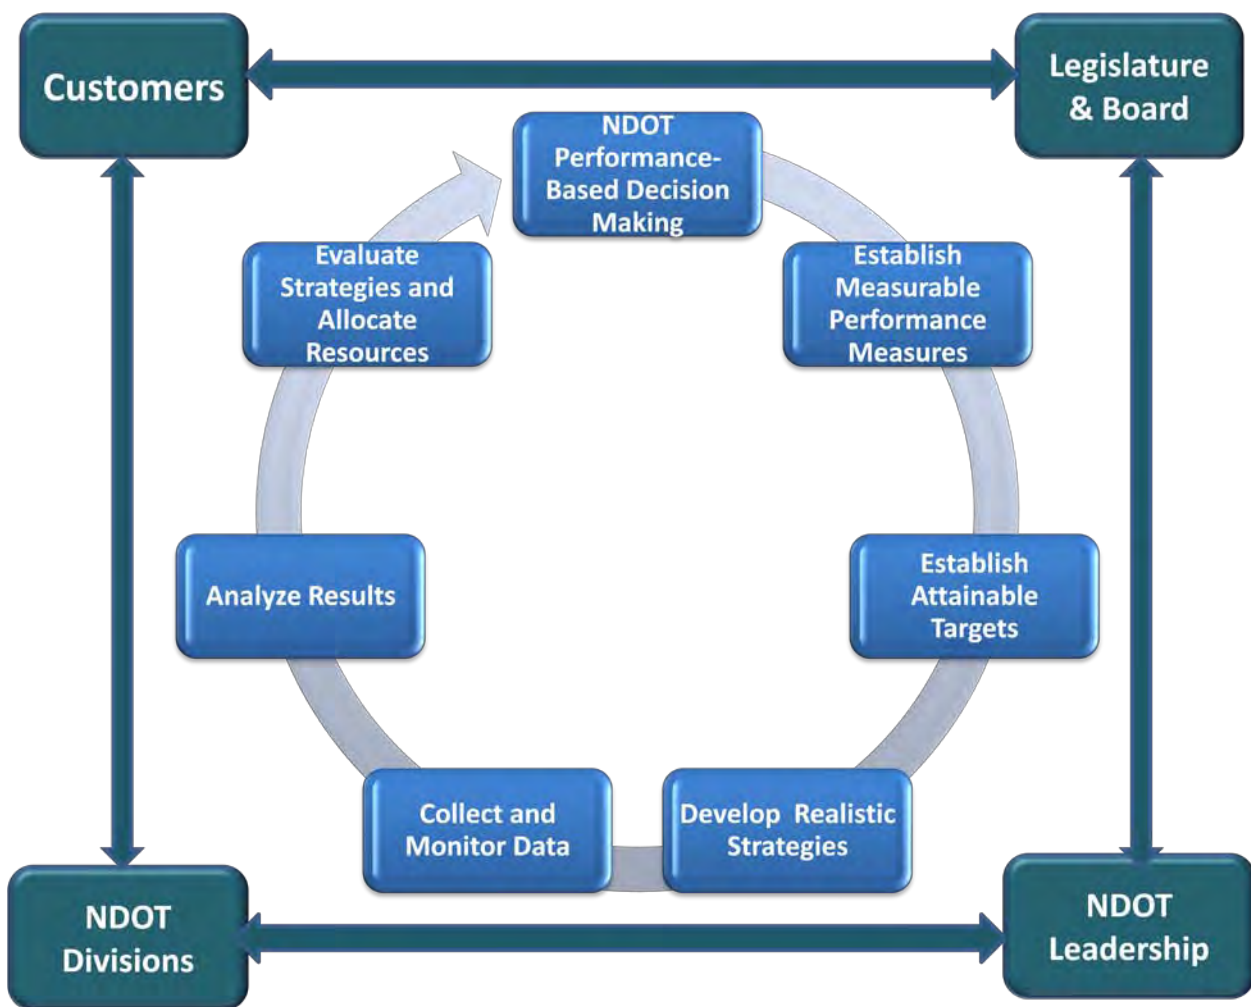 Customers
Legislature
& Board
NDOT
Performance-
Based Decision
Making
Evaluate
Strategies and
Allocate
Resources
Establish
Measurable
Performance
Measures
Analyze Results
Establish
Attainable
Targets
Collect and
Monitor Data
Develop Realistic
Strategies
NDOT
Divisions
NDOT
Leadership